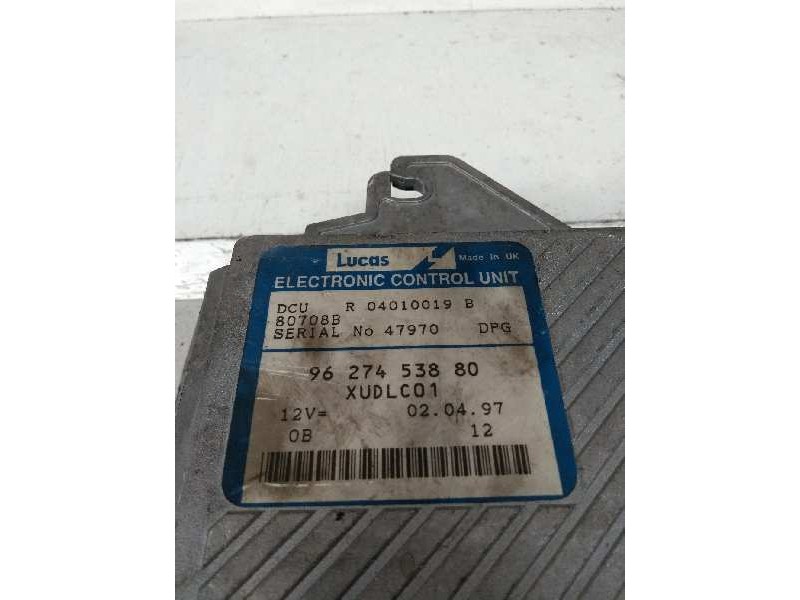 Lucas Made in UK
ELECTRONIC CONTROL UNIT
DCU R 04010019 B
80708B
SERIAL No 47970 DPG
96 274 538 80
XUDLC01
12V= 02.04.97
0B 12